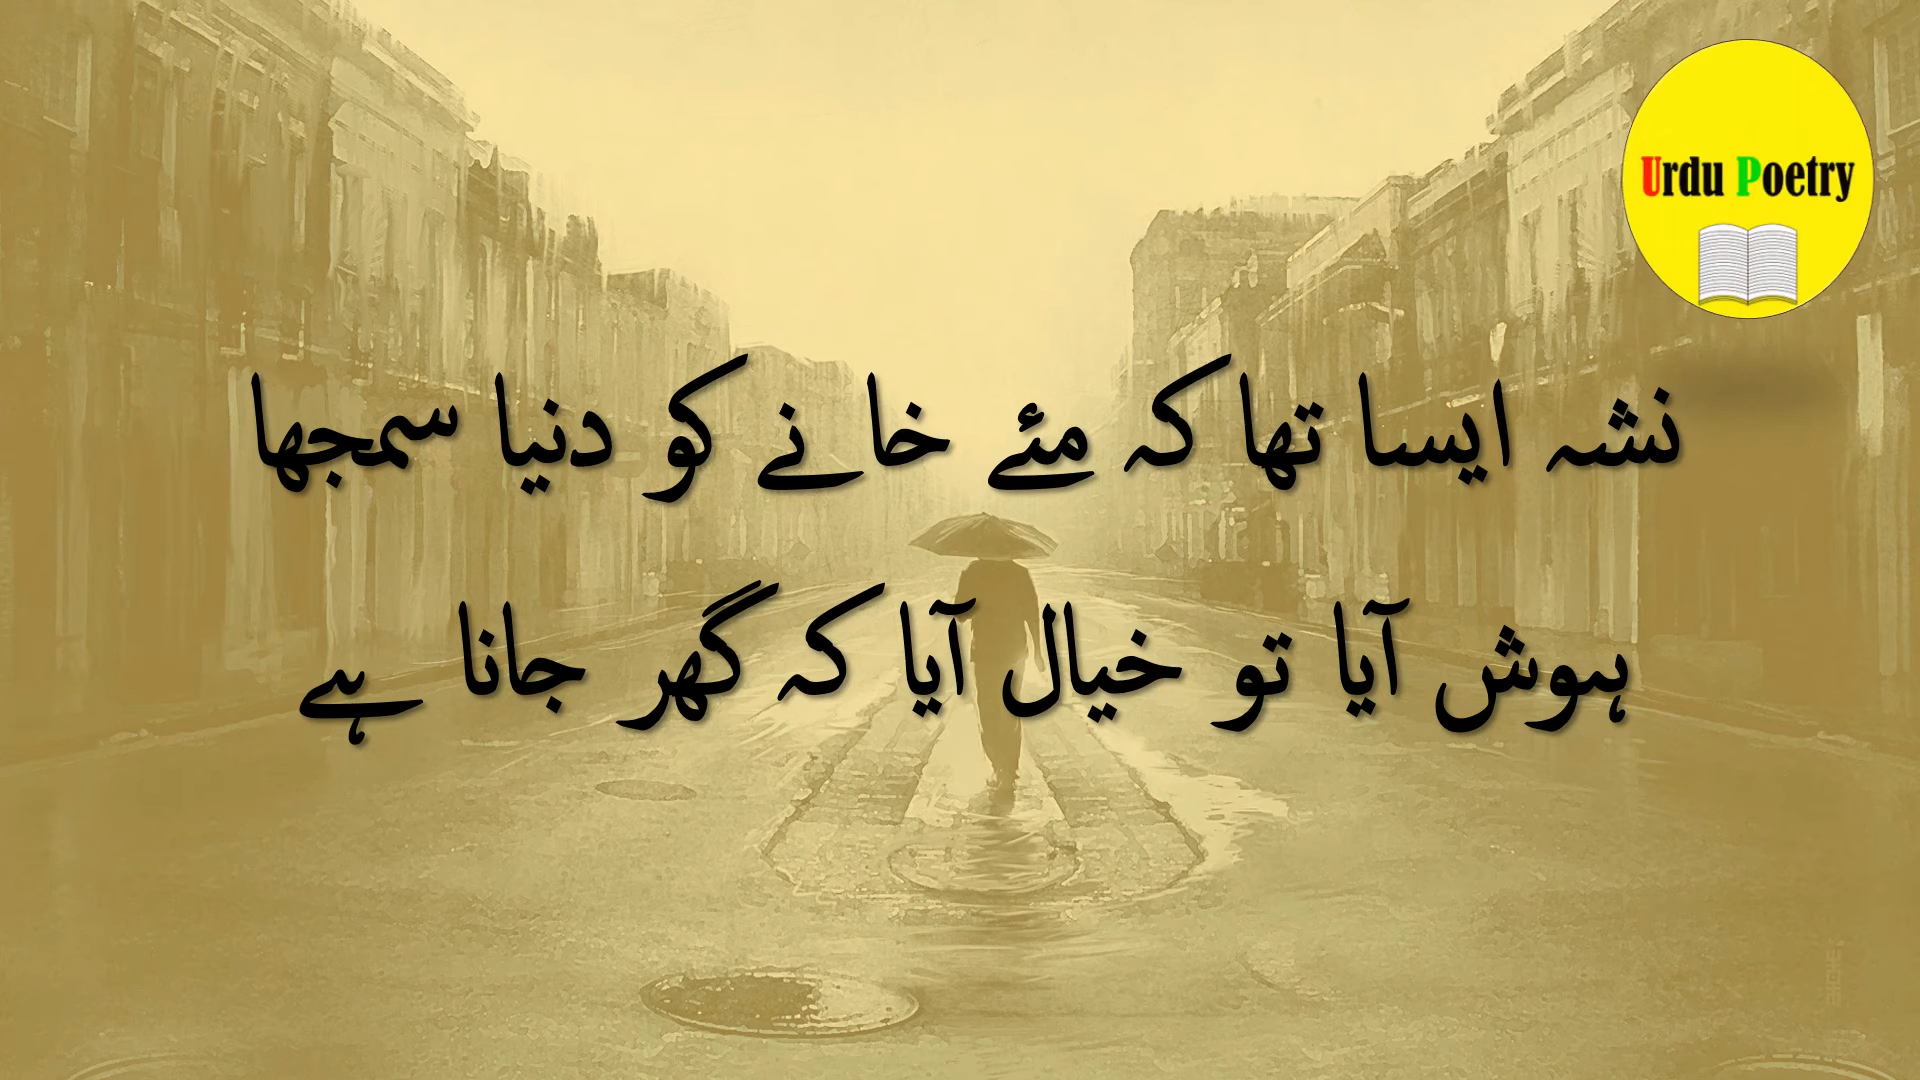 Urdu Poetry
نشہ ایسا تھا کہ مئے خانے کو دنیا سمجھا
ہوش آیا تو خیال آیا کہ گھر جانا ہے